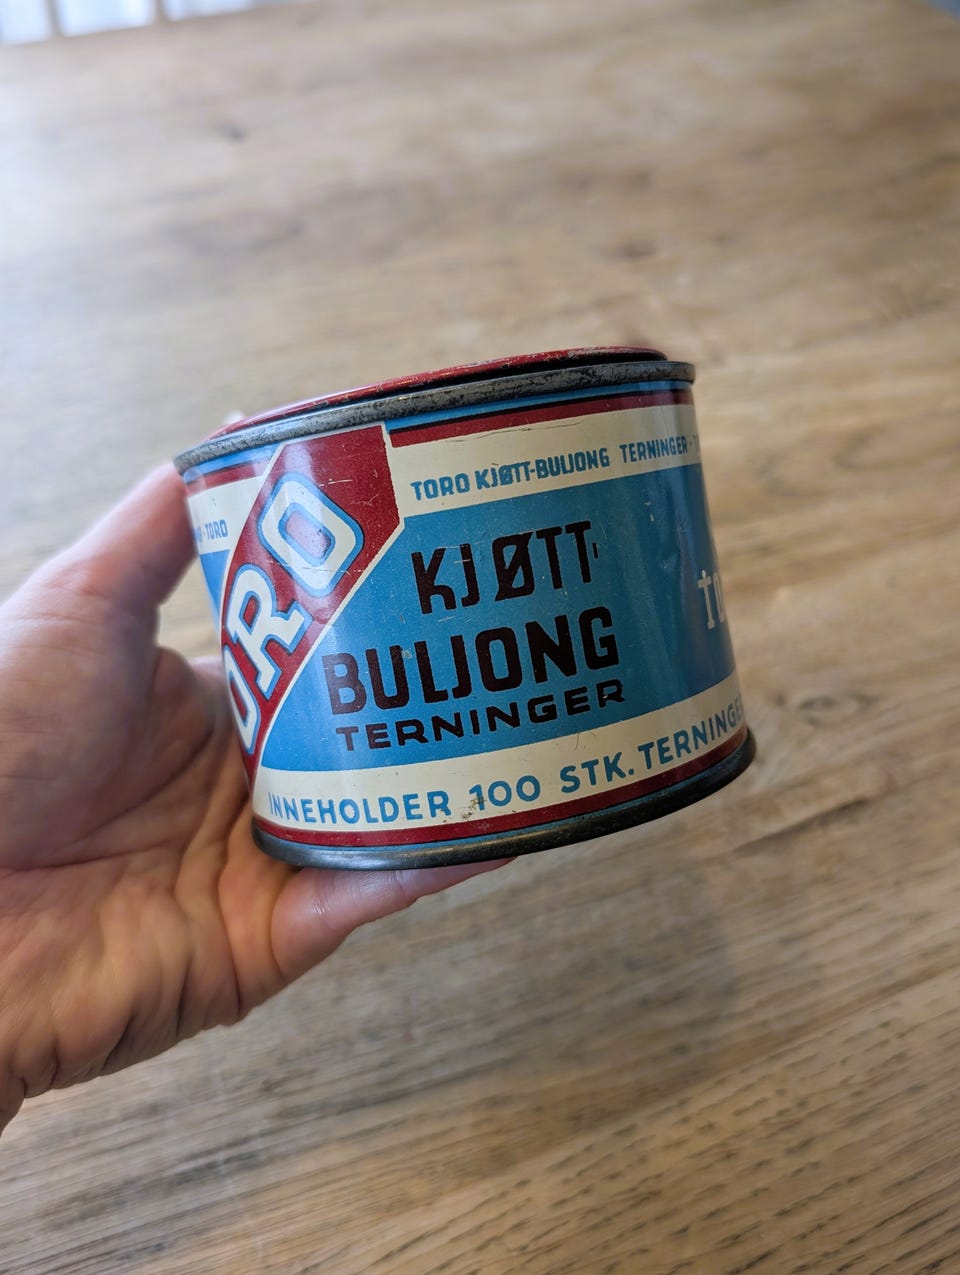 TORO
TORO KJØTT-BULJONG TERNINGER
ORO
KJØTT-
BULJONG
TERNINGER
INNEHOLDER 100 STK. TERNINGER